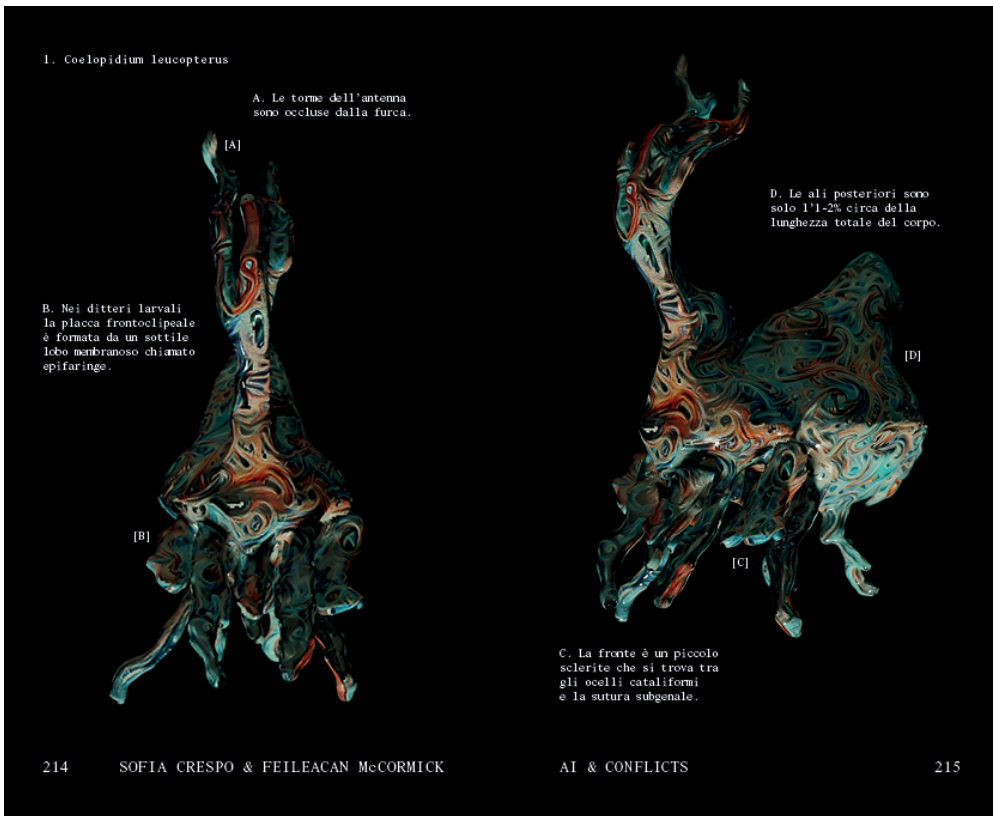 1. Coelopidium leucopterus
A. Le torme dell'antenna
sono occluse dalla furca.
[A]
B. Nei ditteri larvali
la placca frontoclipeale
è formata da un sottile
lobo membranoso chiamato
epifaringe.
[B]
214 SOFIA CRESPO & FEILEACAN McCORMICK
D. Le ali posteriori sono
solo l'1-2% circa della
lunghezza totale del corpo.
[D]
[C]
C. La fronte è un piccolo
sclerite che si trova tra
gli ocelli cataliformi
e la sutura subgenale.
AI & CONFLICTS 215